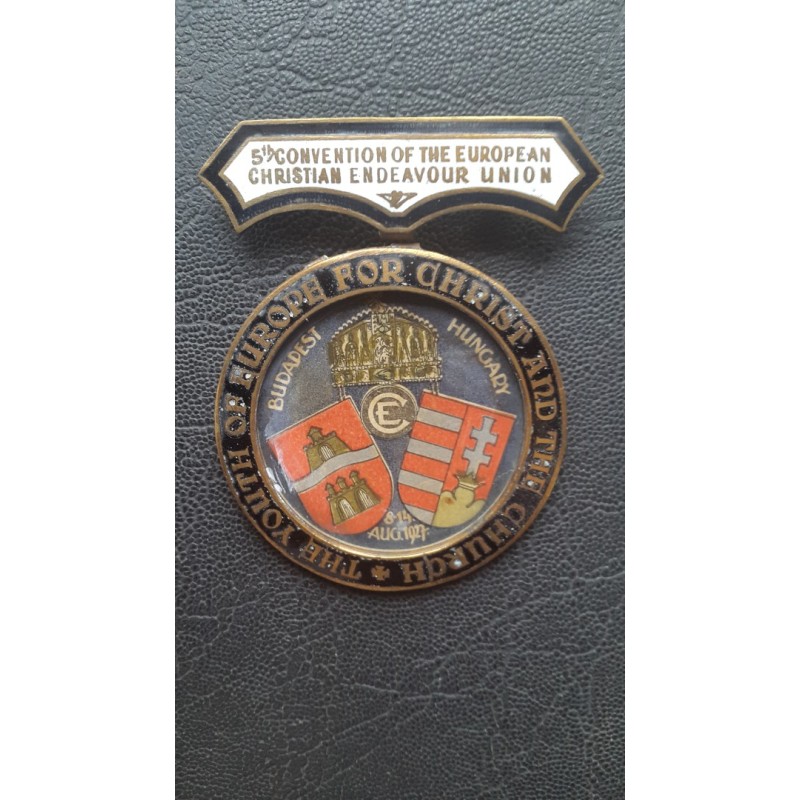 5th CONVENTION OF THE EUROPEAN
CHRISTIAN ENDEAVOUR UNION
THE YOUTH OF EUROPE FOR CHRIST AND THE CHURCH
BUDAPEST
HUNGARY
CE
8-14.
AUG. 1927.